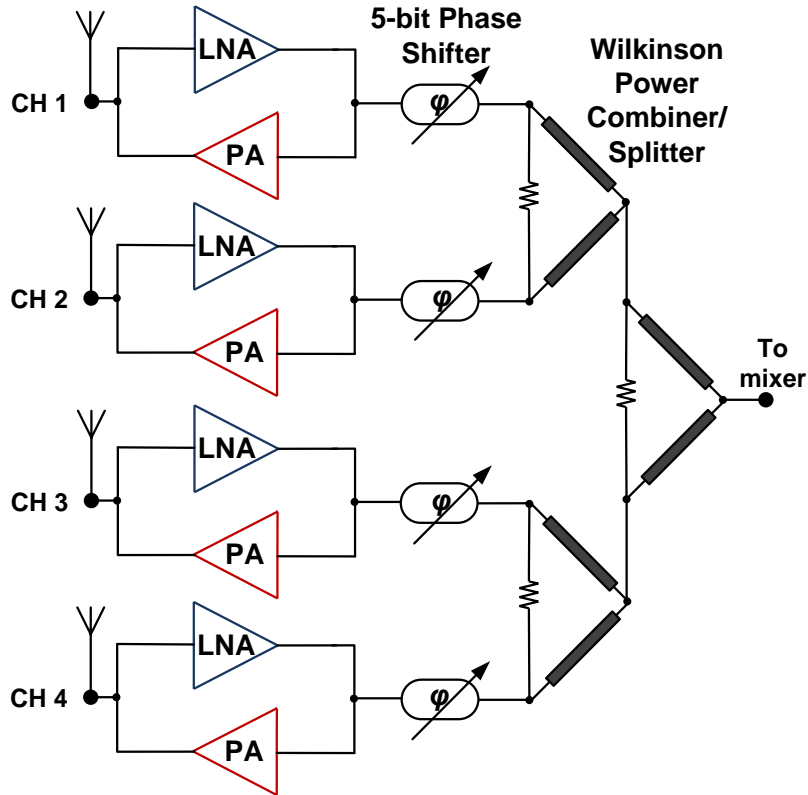 5-bit Phase
Shifter
Wilkinson
Power
Combiner/
Splitter
CH 1
LNA
PA
φ
CH 2
LNA
PA
φ
To
mixer
CH 3
LNA
PA
φ
CH 4
LNA
PA
φ